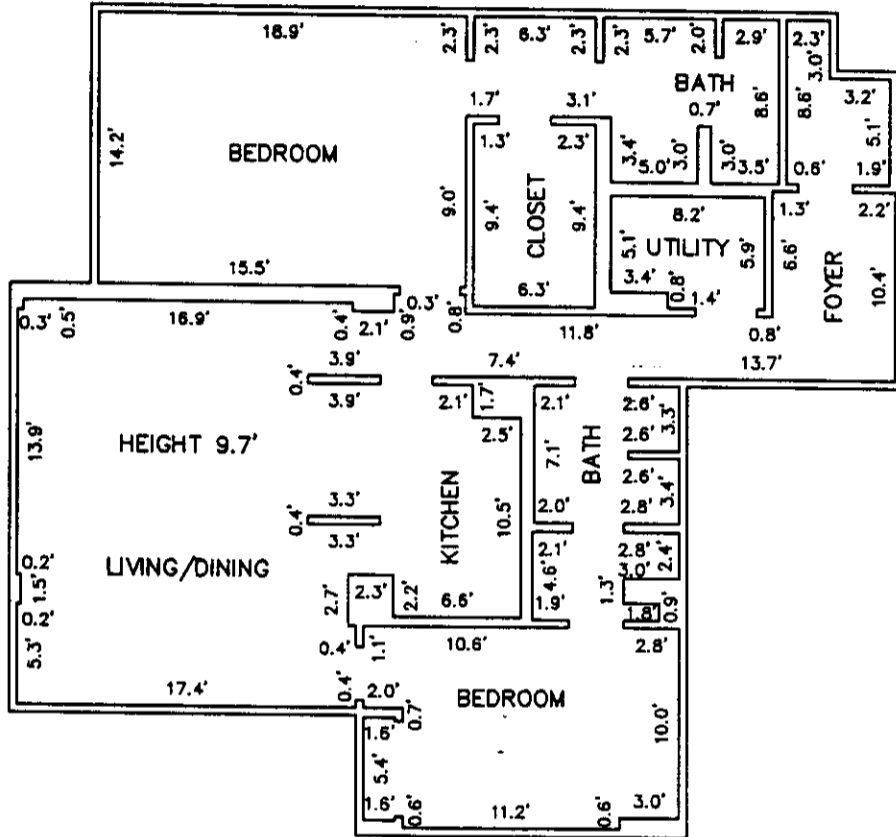 18.9' 2.3' 2.3' 6.3' 2.3' 2.3' 5.7' 2.0' 2.9' 2.3'
3.0'
BATH
8.6' 8.6' 3.2'
1.7' 3.1' 0.7'
5.1'
14.2' BEDROOM
1.3' 2.3' 3.4' 5.0' 3.0' 3.0' 3.5' 0.6' 1.9'
9.0' 9.4' CLOSET 9.4'
8.2' 1.3' 2.2'
5.1' UTILITY 5.9' 6.6'
FOYER 10.4'
15.5' 3.4' 0.8'
6.3' 1.4'
0.3' 0.5' 16.9' 0.4' 2.1' 0.9' 0.3' 0.8' 11.8' 0.8'
3.9' 7.4' 13.7'
0.4'
3.9' 2.1' 1.7' 2.1' 2.6' 3.3'
2.5' 2.6'
13.9' HEIGHT 9.7' 7.1' BATH
2.6' 3.4'
3.3' KITCHEN 10.5' 2.0' 2.8'
0.4'
3.3' 2.1' 2.8' 2.4'
0.2' LIVING/DINING 4.6' 3.0'
1.5' 2.7' 2.3' 2.2' 6.6' 1.9' 1.3' 0.9'
0.2' 1.8'
5.3' 0.4' 1.1' 10.6' 2.8'
17.4' 0.4' 2.0' BEDROOM
0.7' 10.0'
1.6'
5.4'
1.6' 0.6' 11.2' 0.6' 3.0'